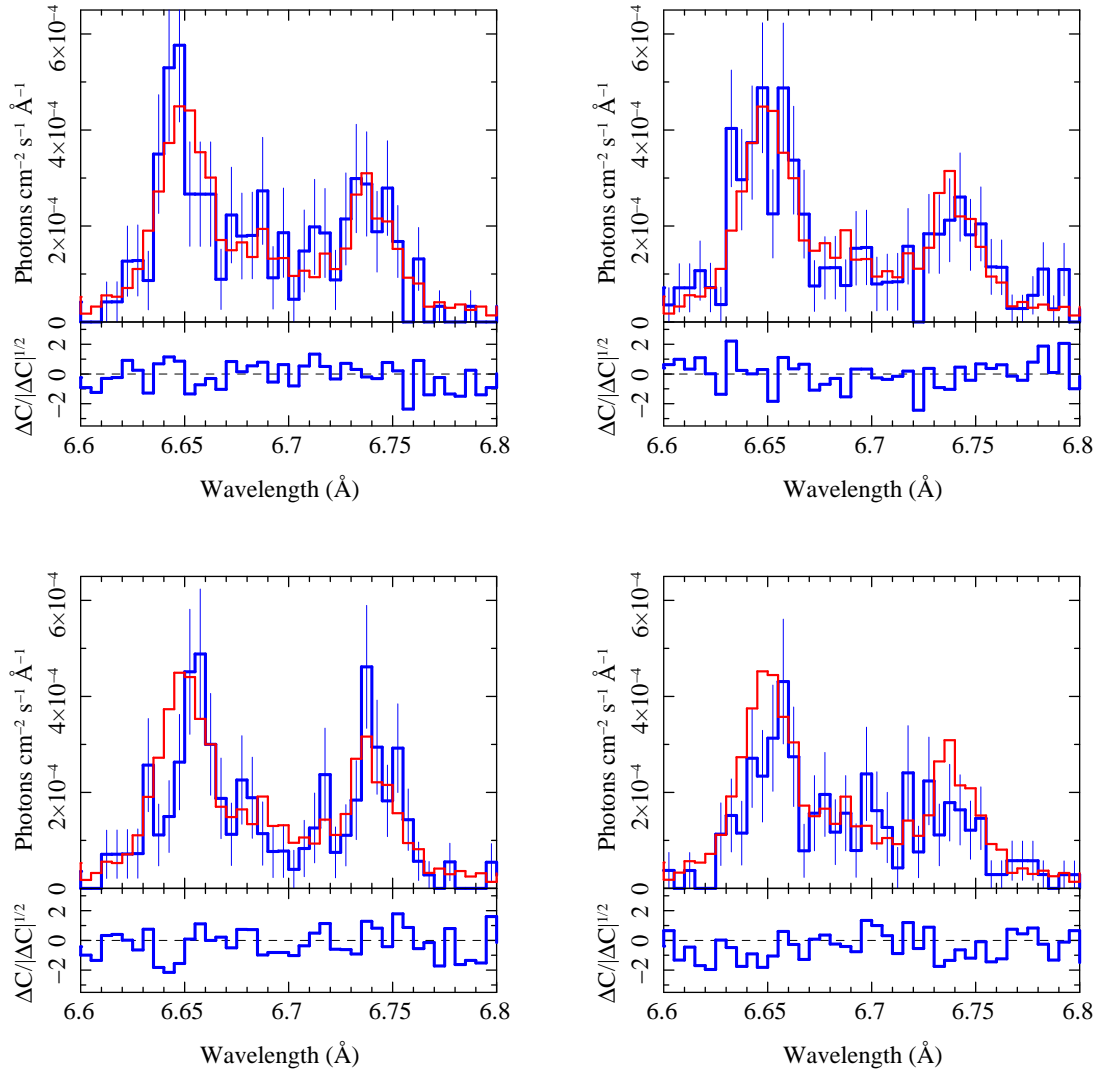 6×10⁻⁴
4×10⁻⁴
2×10⁻⁴
0
Photons cm⁻² s⁻¹ Å⁻¹
2
0
−2
ΔC/|ΔC|^1/2
6.6 6.65 6.7 6.75 6.8
Wavelength (Å)
6×10⁻⁴
4×10⁻⁴
2×10⁻⁴
0
Photons cm⁻² s⁻¹ Å⁻¹
2
0
−2
ΔC/|ΔC|^1/2
6.6 6.65 6.7 6.75 6.8
Wavelength (Å)
6×10⁻⁴
4×10⁻⁴
2×10⁻⁴
0
Photons cm⁻² s⁻¹ Å⁻¹
2
0
−2
ΔC/|ΔC|^1/2
6.6 6.65 6.7 6.75 6.8
Wavelength (Å)
6×10⁻⁴
4×10⁻⁴
2×10⁻⁴
0
Photons cm⁻² s⁻¹ Å⁻¹
2
0
−2
ΔC/|ΔC|^1/2
6.6 6.65 6.7 6.75 6.8
Wavelength (Å)